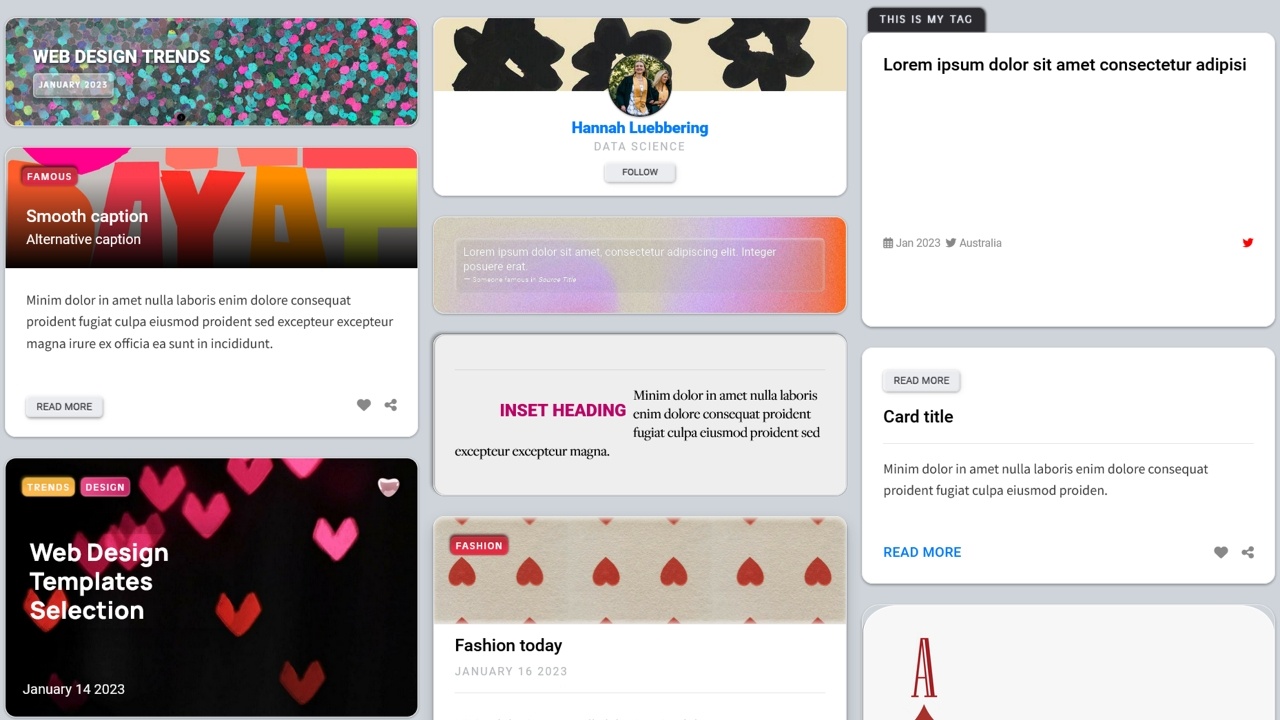 WEB DESIGN TRENDS
JANUARY 2023
FAMOUS
Smooth caption
Alternative caption
Minim dolor in amet nulla laboris enim dolore consequat
proident fugiat culpa eiusmod proident sed excepteur excepteur
magna irure ex officia ea sunt in incididunt.
READ MORE
TRENDS DESIGN
Web Design
Templates
Selection
January 14 2023
Hannah Luebbering
DATA SCIENCE
FOLLOW
Lorem ipsum dolor sit amet, consectetur adipiscing elit. Integer
posuere erat.
— Someone famous in Source Title
INSET HEADING
Minim dolor in amet nulla laboris
enim dolore consequat proident
fugiat culpa eiusmod proident sed
excepteur excepteur magna.
FASHION
Fashion today
JANUARY 16 2023
THIS IS MY TAG
Lorem ipsum dolor sit amet consectetur adipisi
Jan 2023 Australia
READ MORE
Card title
Minim dolor in amet nulla laboris enim dolore consequat
proident fugiat culpa eiusmod proiden.
READ MORE
A